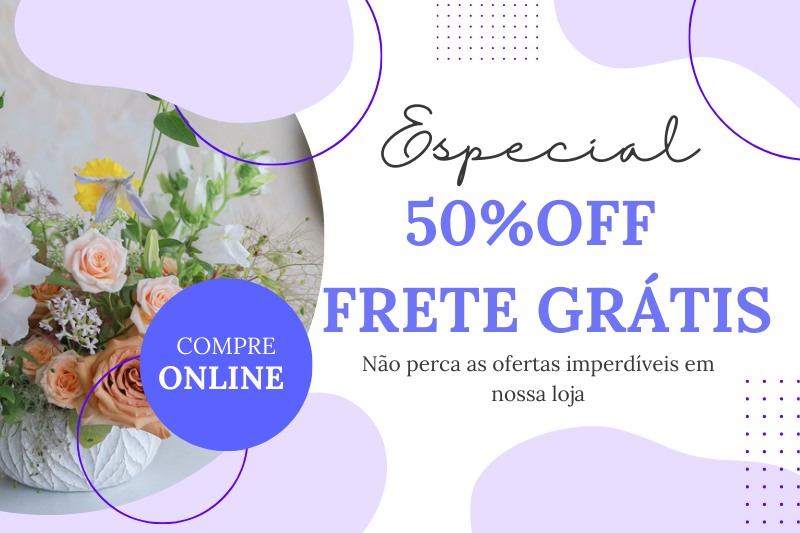 Especial
50%OFF
FRETE GRÁTIS
Não perca as ofertas imperdíveis em
nossa loja
COMPRE
ONLINE